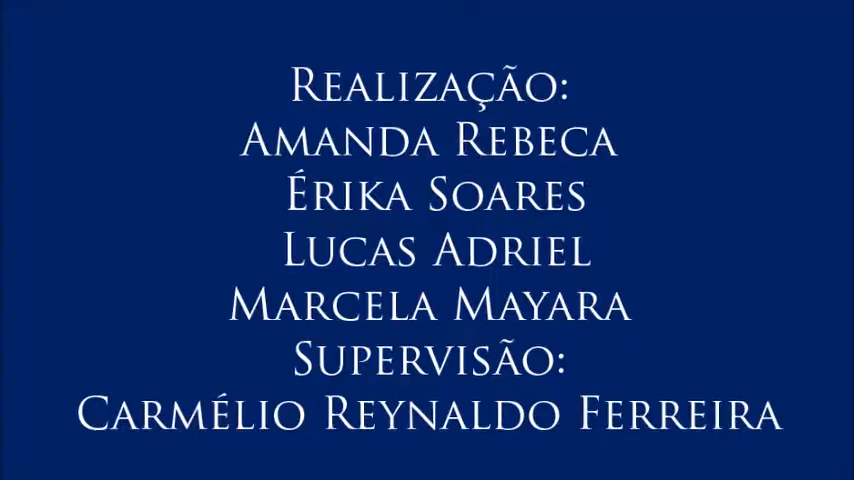 Realização:
Amanda Rebeca
Érika Soares
Lucas Adriel
Marcela Mayara
Supervisão:
Carmélio Reynaldo Ferreira